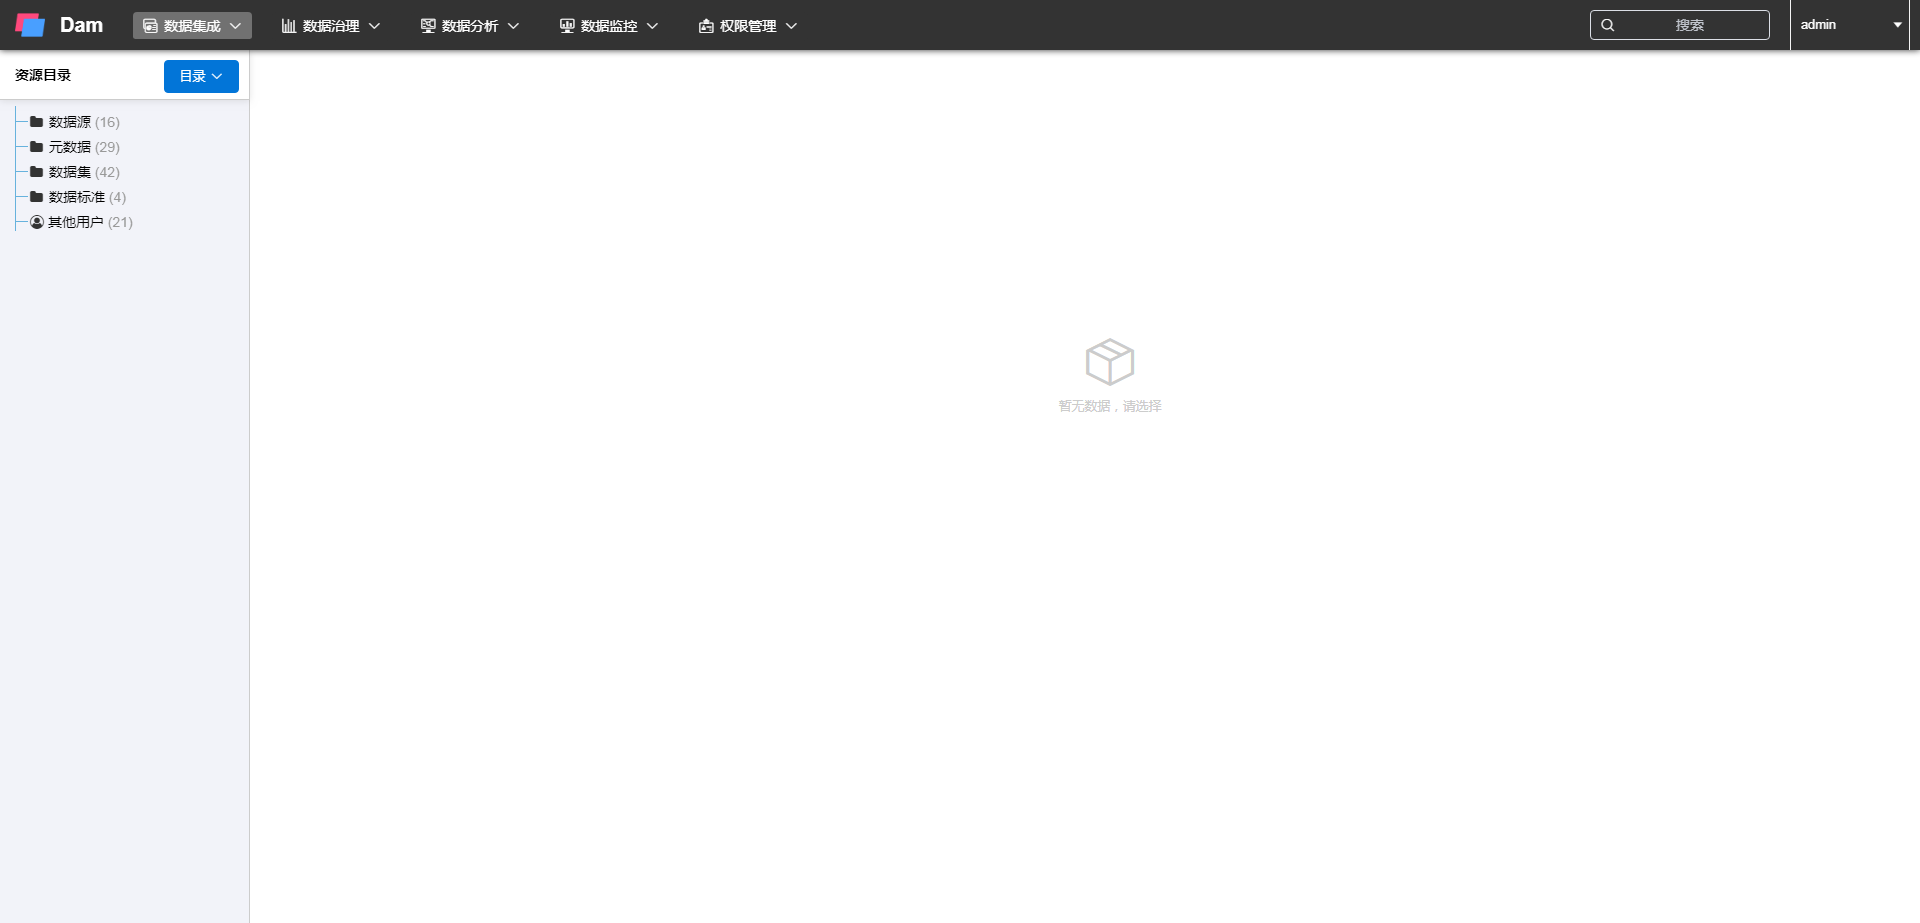 Dam 数据集成 数据治理 数据分析 数据监控 权限管理 搜索 admin
资源目录 目录
数据源 (16)
元数据 (29)
数据集 (42)
数据标准 (4)
其他用户 (21)
暂无数据，请选择